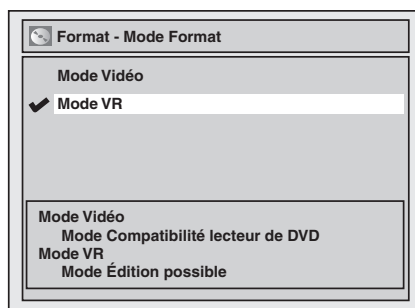 Format - Mode Format
Mode Vidéo
Mode VR
Mode Vidéo
Mode Compatibilité lecteur de DVD
Mode VR
Mode Édition possible